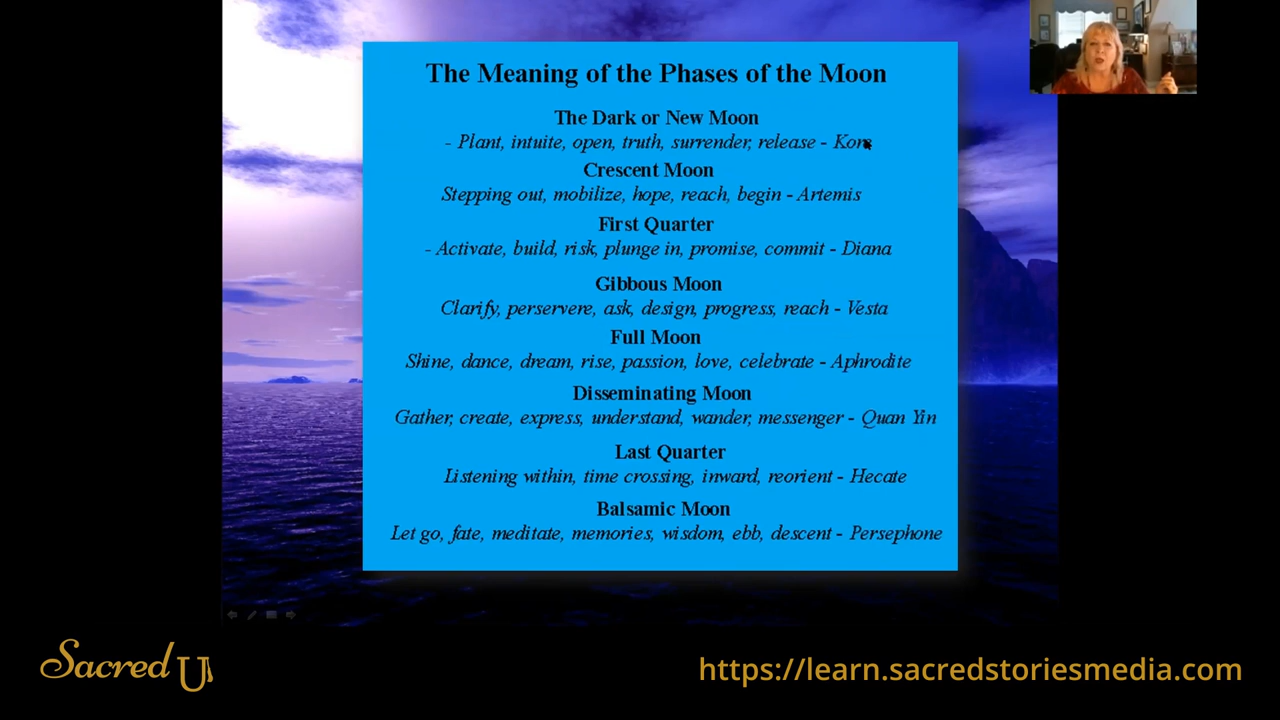 The Meaning of the Phases of the Moon
The Dark or New Moon
- Plant, intuite, open, truth, surrender, release - Kore
Crescent Moon
Stepping out, mobilize, hope, reach, begin - Artemis
First Quarter
- Activate, build, risk, plunge in, promise, commit - Diana
Gibbous Moon
Clarify, perservere, ask, design, progress, reach - Vesta
Full Moon
Shine, dance, dream, rise, passion, love, celebrate - Aphrodite
Disseminating Moon
Gather, create, express, understand, wander, messenger - Quan Yin
Last Quarter
Listening within, time crossing, inward, reorient - Hecate
Balsamic Moon
Let go, fate, meditate, memories, wisdom, ebb, descent - Persephone
Sacred U
https://learn.sacredstoriesmedia.com